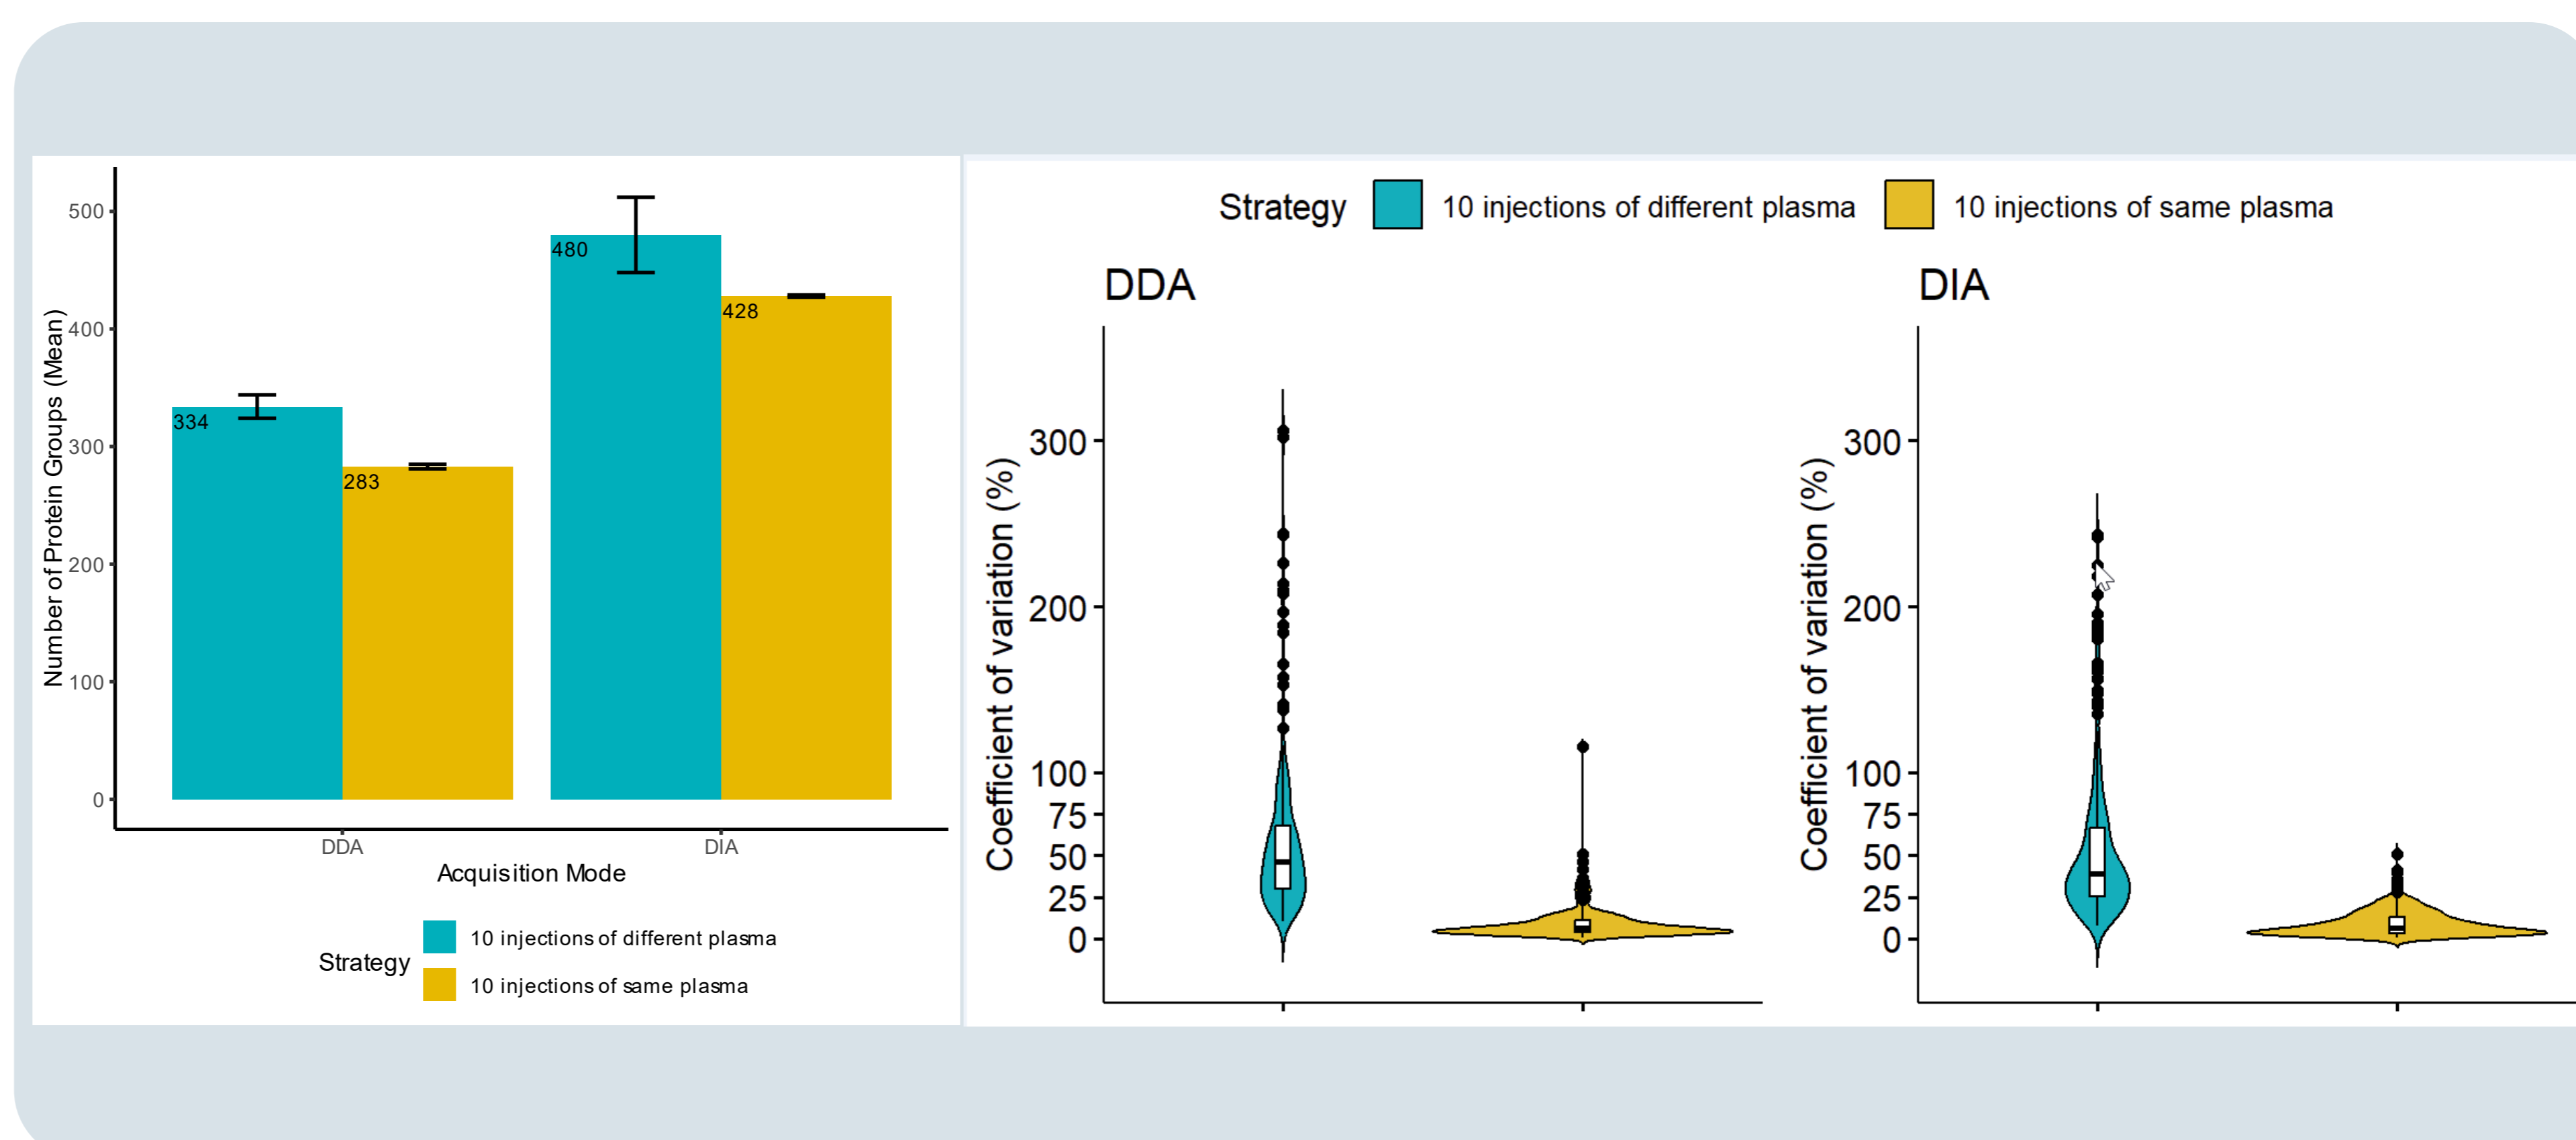 Number of Protein Groups (Mean)
500
400
300
200
100
0
480
428
334
283
DDA
DIA
Acquisition Mode
Strategy
10 injections of different plasma
10 injections of same plasma
Strategy
10 injections of different plasma
10 injections of same plasma
DDA
Coefficient of variation (%)
300
200
100
75
50
25
0
DIA
Coefficient of variation (%)
300
200
100
75
50
25
0